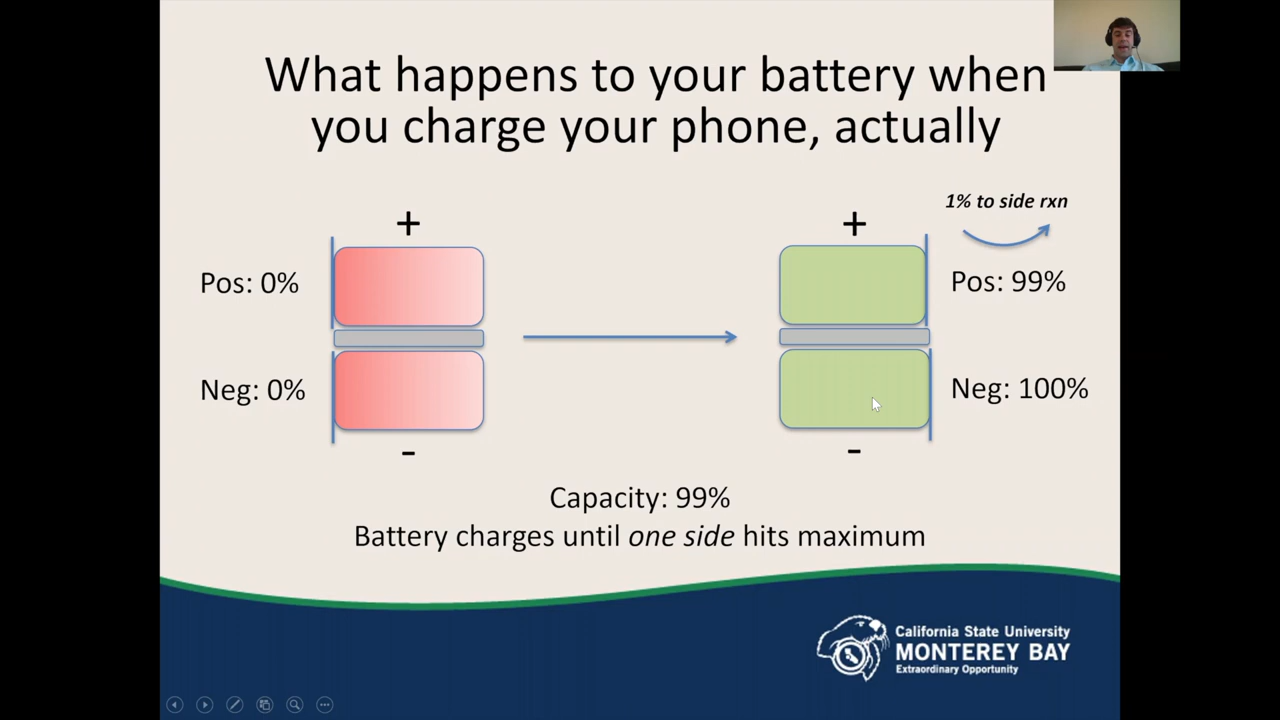 What happens to your battery when
you charge your phone, actually
1% to side rxn
+
+
Pos: 0%
Pos: 99%
Neg: 0%
Neg: 100%
-
-
Capacity: 99%
Battery charges until one side hits maximum
California State University
MONTEREY BAY
Extraordinary Opportunity